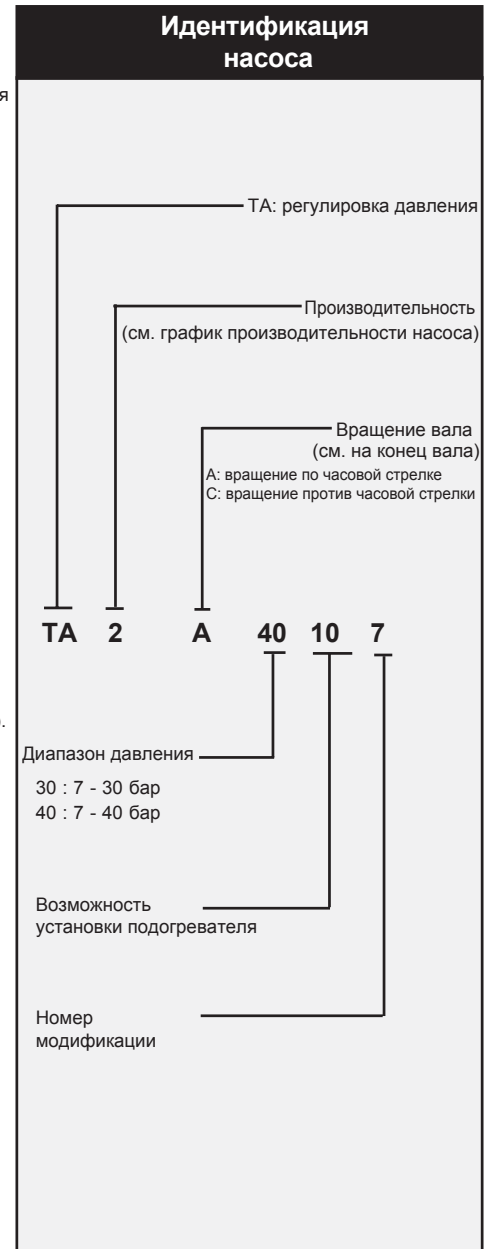 Идентификация
насоса
я
ТА: регулировка давления
Производительность
(см. график производительности насоса)
Вращение вала
(см. на конец вала)
А: вращение по часовой стрелке
С: вращение против часовой стрелки
ТА 2 А 40 10 7
.
Диапазон давления
30 : 7 - 30 бар
40 : 7 - 40 бар
Возможность
установки подогревателя
Номер
модификации